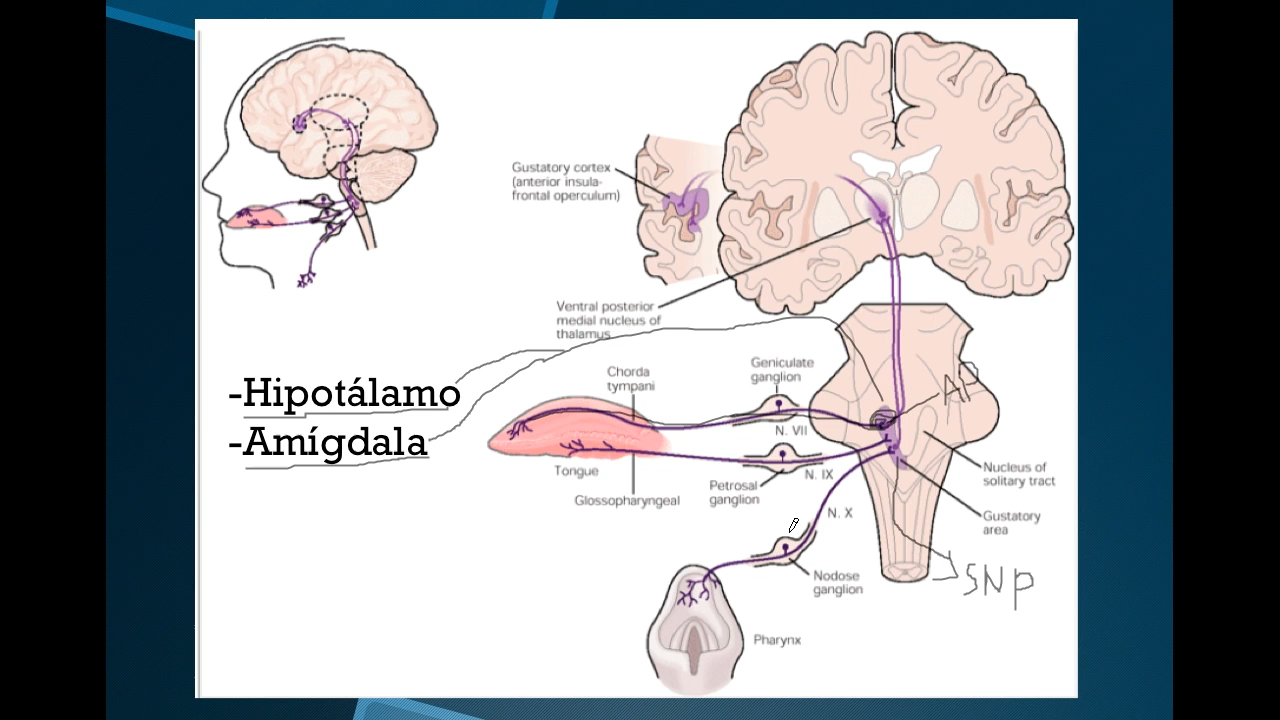 Gustatory cortex
(anterior insula-
frontal operculum)
Ventral posterior
medial nucleus of
thalamus
-Hipotálamo
-Amígdala
Chorda
tympani
Geniculate
ganglion
N. VII
AP
Tongue
Glossopharyngeal
Petrosal
ganglion
N. IX
N. X
Nucleus of
solitary tract
Gustatory
area
SNP
Nodose
ganglion
Pharynx